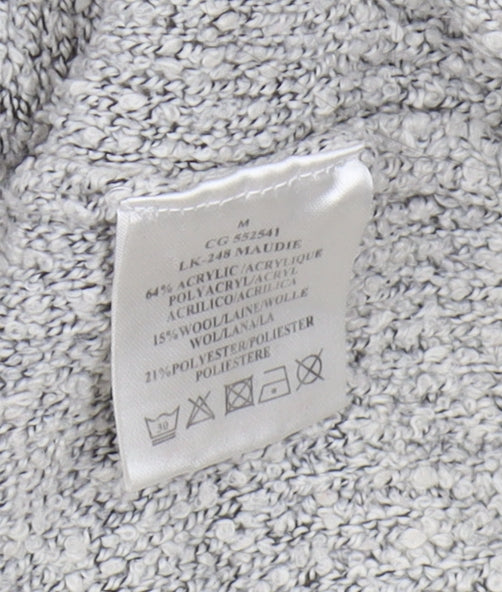 M
CG 552541
LK-248 MAUDIE
64% ACRYLIC/ACRYLIQUE
POLYACRYL/ACRYL
ACRILICO/ACRILICA
15%WOOL/LAINE/WOLLE
WOL/LANA/LA
21%POLYESTER/POLIESTER
POLIESTERE
30